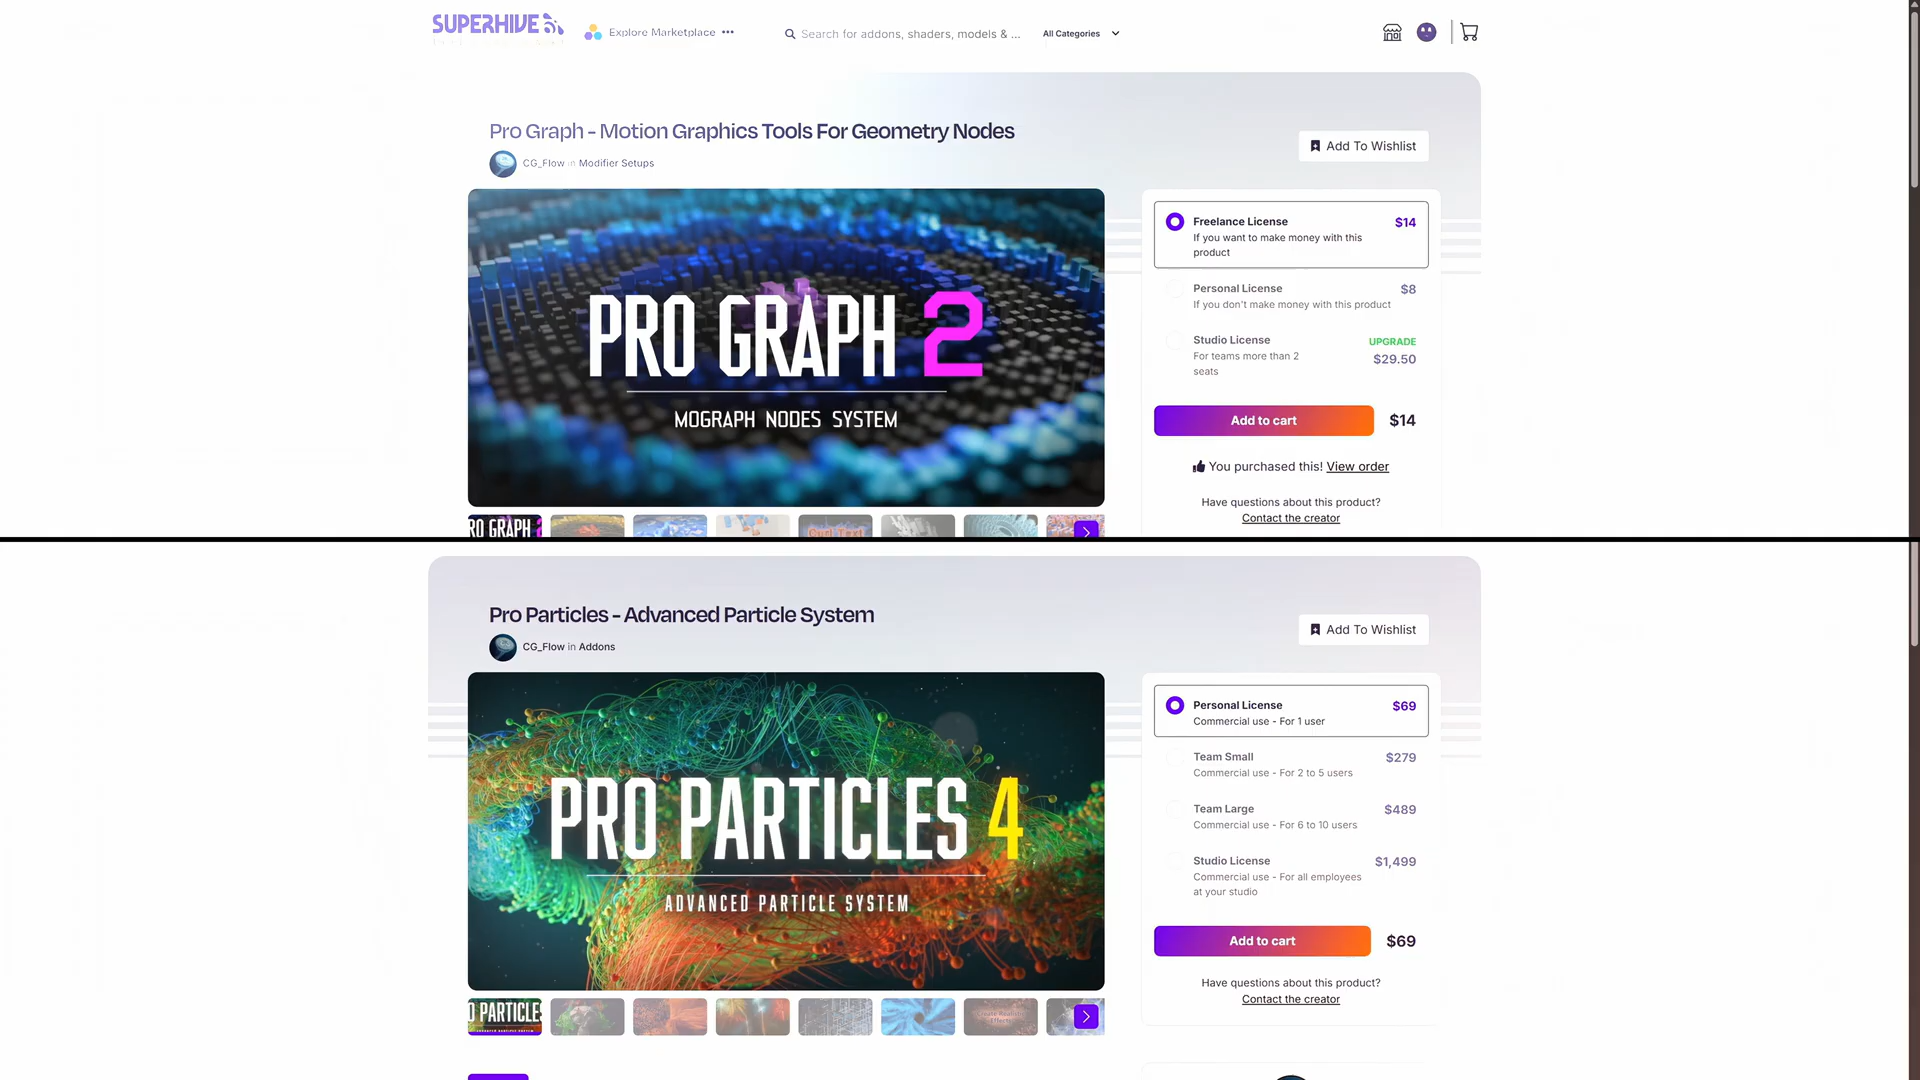 SUPERHIVE
Explore Marketplace •••
Search for addons, shaders, models & ...
All Categories
Pro Graph - Motion Graphics Tools For Geometry Nodes
CG_Flow in Modifier Setups
Add To Wishlist
PRO GRAPH 2
MOGRAPH NODES SYSTEM
Freelance License $14
If you want to make money with this
product
Personal License $8
If you don't make money with this product
Studio License UPGRADE
For teams more than 2 $29.50
seats
Add to cart $14
You purchased this! View order
Have questions about this product?
Contact the creator
RO GRAPH 2
Pro Particles - Advanced Particle System
CG_Flow in Addons
Add To Wishlist
PRO PARTICLES 4
ADVANCED PARTICLE SYSTEM
Personal License $69
Commercial use - For 1 user
Team Small $279
Commercial use - For 2 to 5 users
Team Large $489
Commercial use - For 6 to 10 users
Studio License $1,499
Commercial use - For all employees
at your studio
Add to cart $69
Have questions about this product?
Contact the creator
O PARTICLES